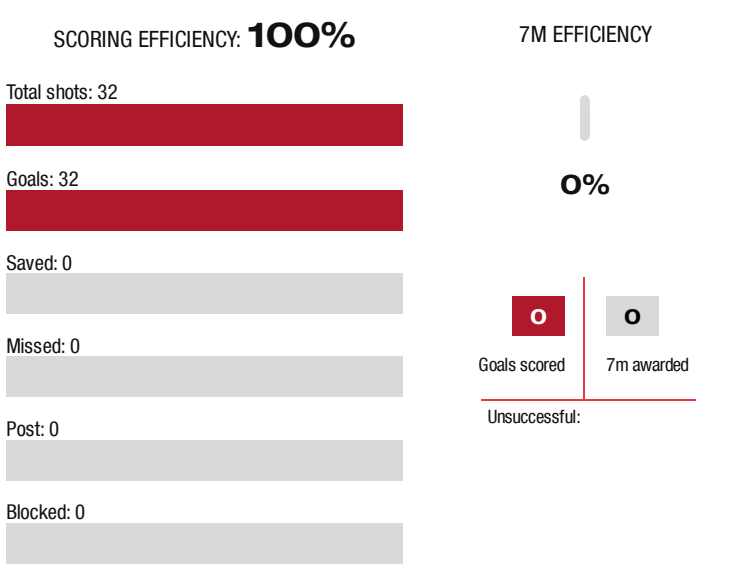 SCORING EFFICIENCY: 100%
Total shots: 32
Goals: 32
Saved: 0
Missed: 0
Post: 0
Blocked: 0
7M EFFICIENCY
0%
0
Goals scored
0
7m awarded
Unsuccessful: